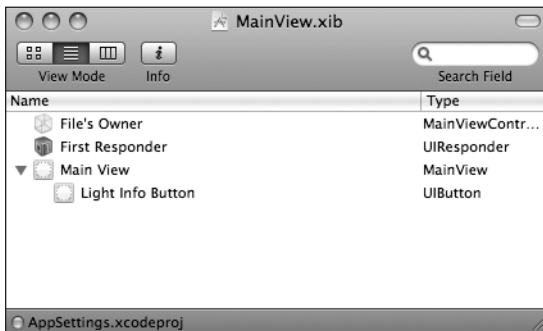 MainView.xib
View Mode
Info
Search Field
Name Type
File's Owner MainViewContr...
First Responder UIResponder
Main View MainView
Light Info Button UIButton
AppSettings.xcodeproj